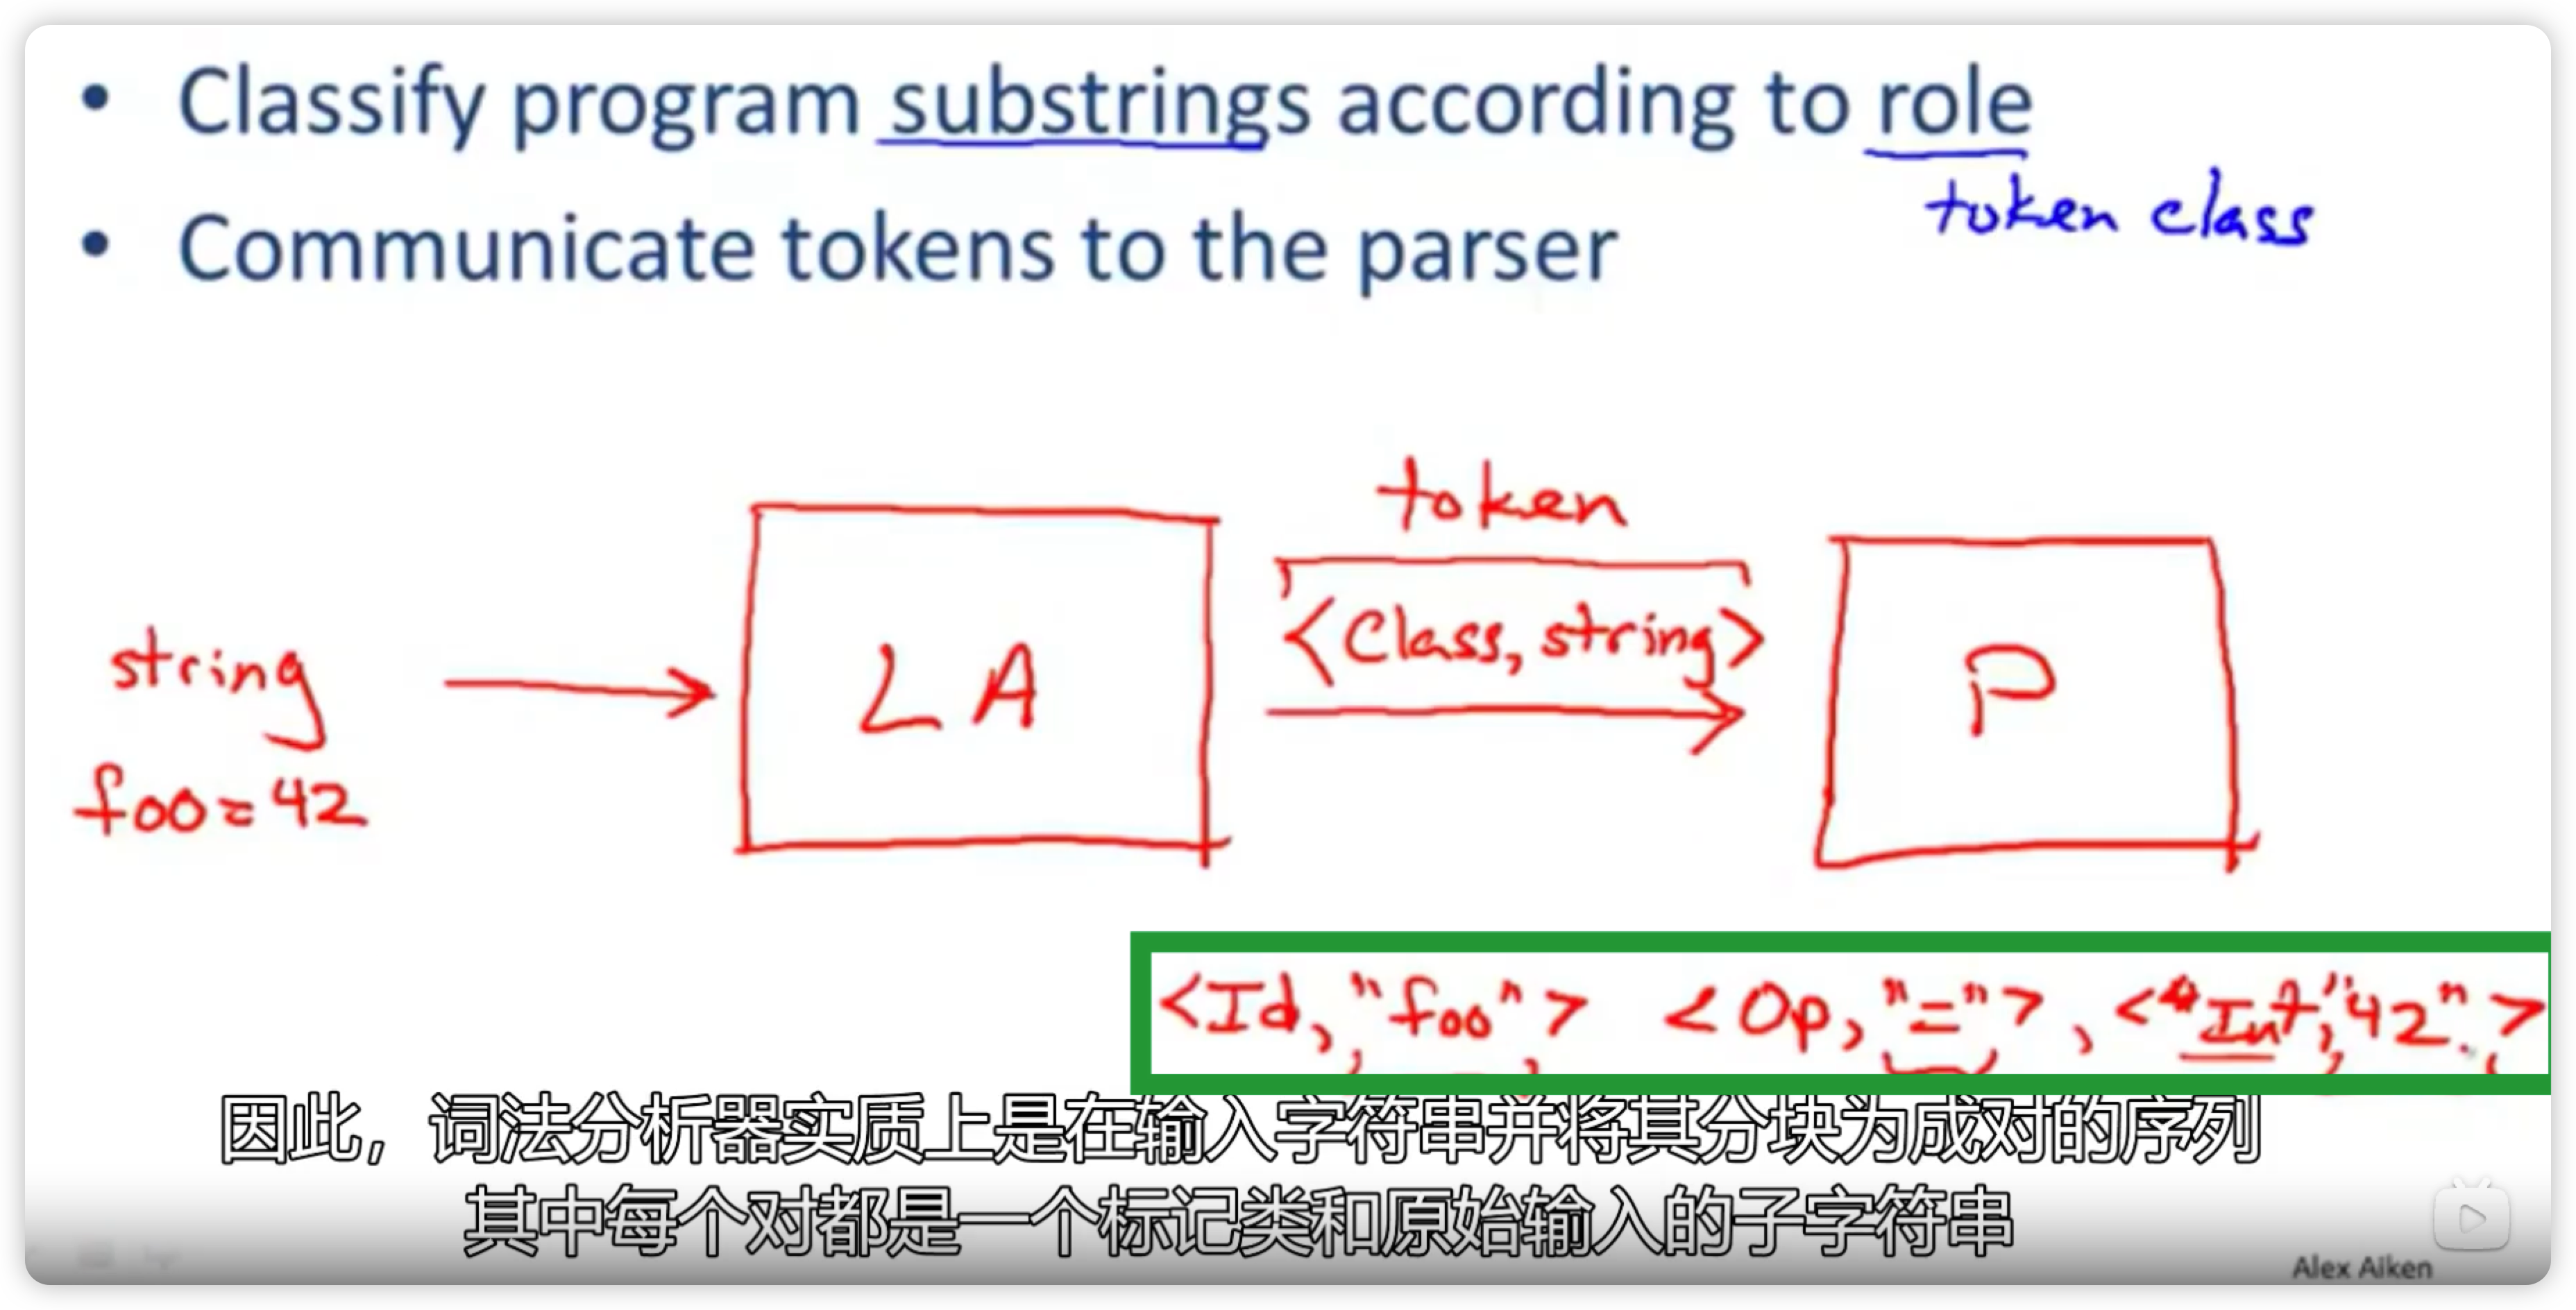 • Classify program substrings according to role
token class
• Communicate tokens to the parser
token
<Class, string>
string
LA
P
foo=42
<Id, "foo"> <Op, "="> , <Int, "42">
因此，词法分析器实质上是在输入字符串并将其分块为成对的序列
其中每个对都是一个标记类和原始输入的子字符串
Alex Aiken